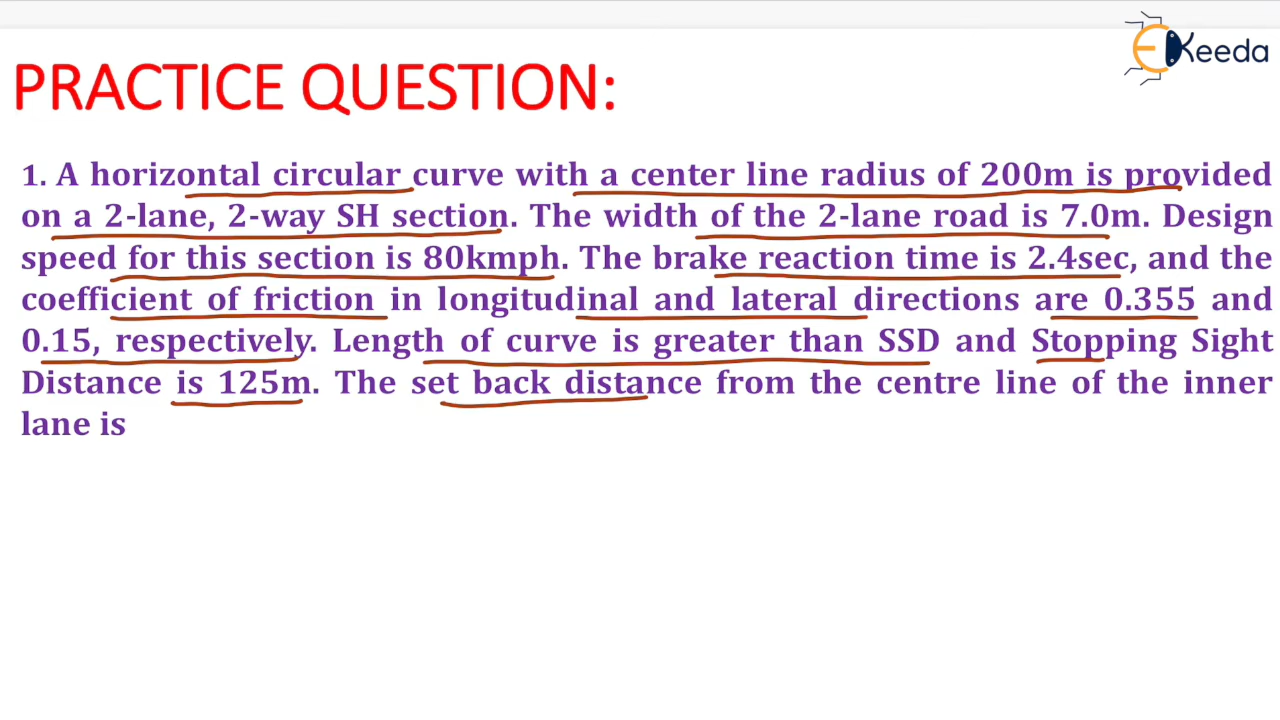 EKeeda
PRACTICE QUESTION:
1. A horizontal circular curve with a center line radius of 200m is provided
on a 2-lane, 2-way SH section. The width of the 2-lane road is 7.0m. Design
speed for this section is 80kmph. The brake reaction time is 2.4sec, and the
coefficient of friction in longitudinal and lateral directions are 0.355 and
0.15, respectively. Length of curve is greater than SSD and Stopping Sight
Distance is 125m. The set back distance from the centre line of the inner
lane is